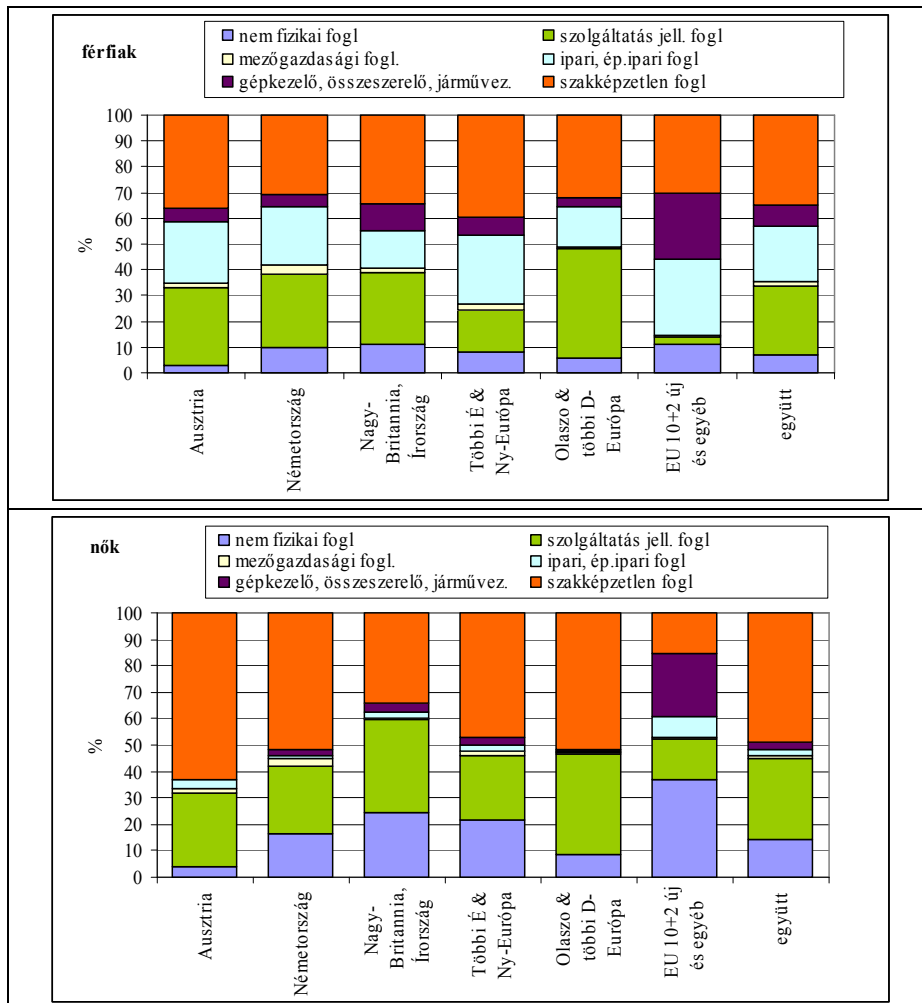 férfiak
nem fizikai fogl
szolgáltatás jell. fogl
mezőgazdasági fogl.
ipari, ép.ipari fogl
gépkezelő, összeszerelő, járművez.
szakképzetlen fogl
100
90
80
70
60
50
40
30
20
10
0
%
Ausztria
Németország
Nagy-
Britannia,
Írország
Többi É &
Ny-Európa
Olaszo &
többi D-
Európa
EU 10+2 új
és egyéb
együtt
nők
nem fizikai fogl
szolgáltatás jell. fogl
mezőgazdasági fogl.
ipari, ép.ipari fogl
gépkezelő, összeszerelő, járművez.
szakképzetlen fogl
100
90
80
70
60
50
40
30
20
10
0
%
Ausztria
Németország
Nagy-
Britannia,
Írország
Többi É &
Ny-Európa
Olaszo &
többi D-
Európa
EU 10+2 új
és egyéb
együtt